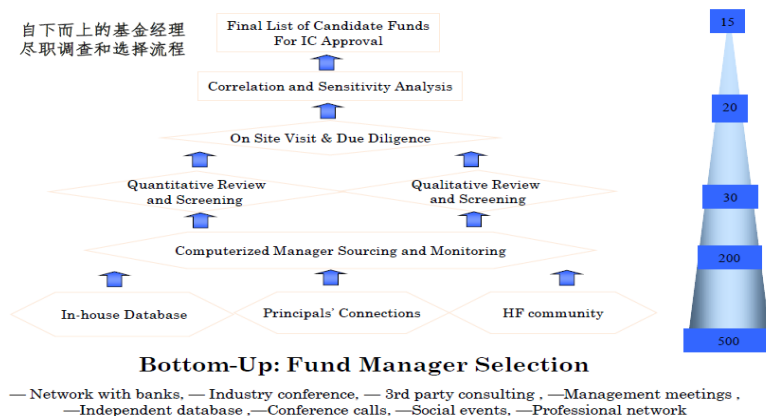 自下而上的基金经理
尽职调查和选择流程
Final List of Candidate Funds
For IC Approval
15
Correlation and Sensitivity Analysis
20
On Site Visit & Due Diligence
Quantitative Review
and Screening
Qualitative Review
and Screening
30
Computerized Manager Sourcing and Monitoring
200
In-house Database
Principals' Connections
HF community
500
Bottom-Up: Fund Manager Selection
— Network with banks, — Industry conference, — 3rd party consulting , —Management meetings ,
—Independent database ,—Conference calls, —Social events, —Professional network